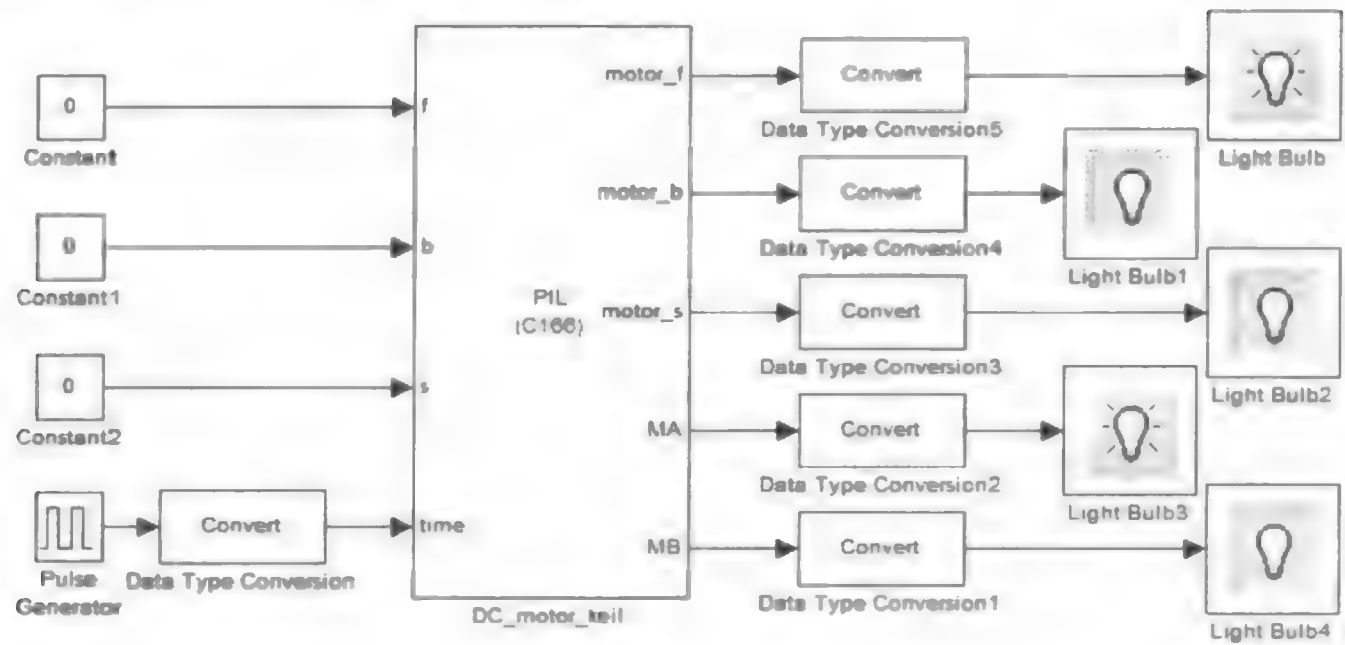 0
Constant
0
Constant1
0
Constant2
Pulse
Generator
Convert
Data Type Conversion
f
b
s
time
PIL
(C166)
motor_f
motor_b
motor_s
MA
MB
DC_motor_keil
Convert
Data Type Conversion5
Convert
Data Type Conversion4
Convert
Data Type Conversion3
Convert
Data Type Conversion2
Convert
Data Type Conversion1
Light Bulb
Light Bulb1
Light Bulb2
Light Bulb3
Light Bulb4